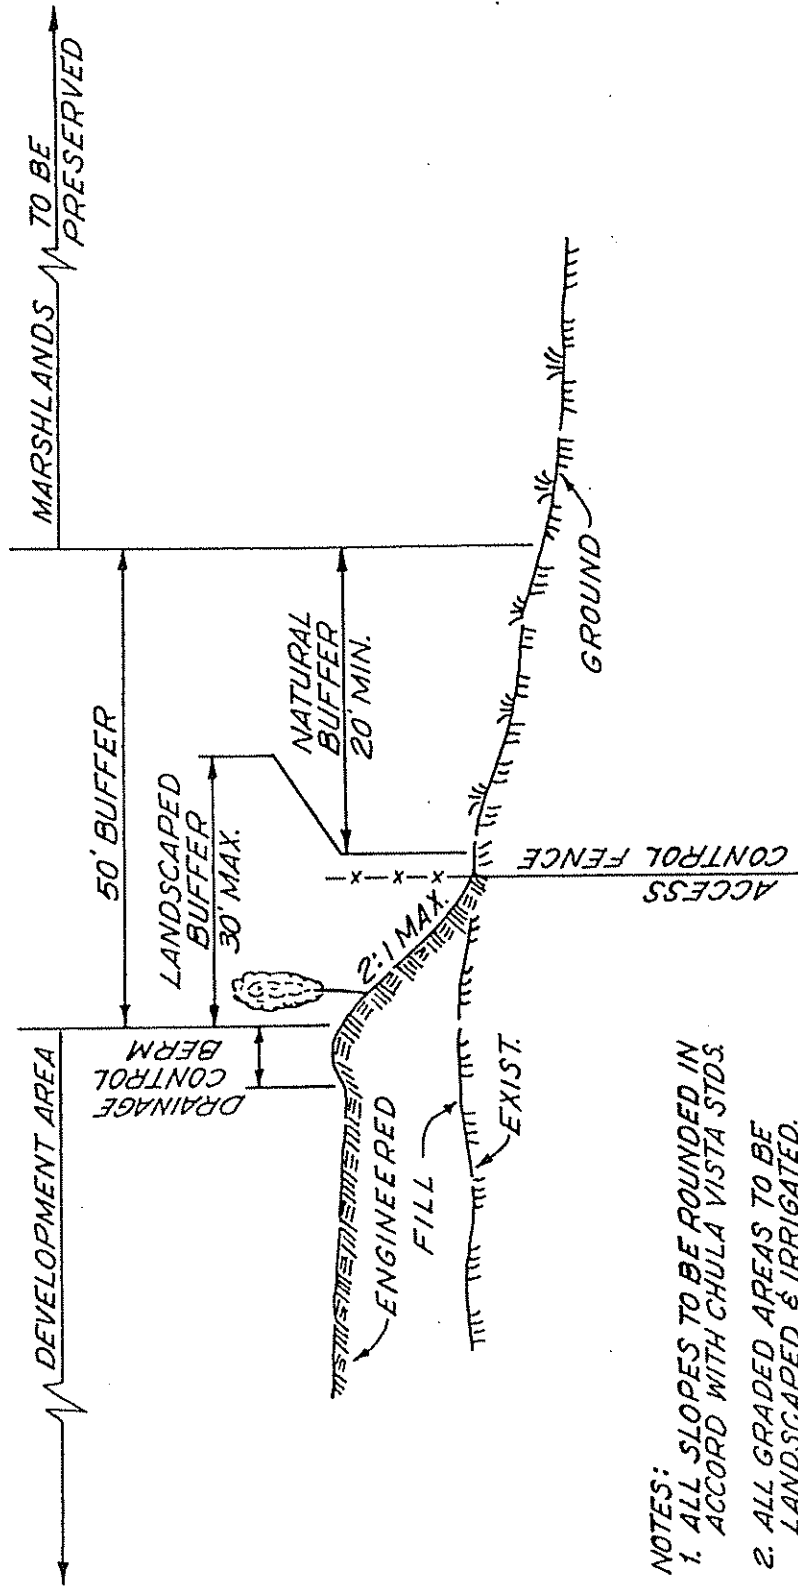 DEVELOPMENT AREA
MARSHLANDS TO BE
PRESERVED
50' BUFFER
DRAINAGE
CONTROL
BERM
LANDSCAPED
BUFFER
30' MAX.
NATURAL
BUFFER
20' MIN.
2:1 MAX.
ENGINEERED
FILL
EXIST.
GROUND
ACCESS
CONTROL FENCE
NOTES:
1. ALL SLOPES TO BE ROUNDED IN
ACCORD WITH CHULA VISTA STDS.
2. ALL GRADED AREAS TO BE
LANDSCAPED & IRRIGATED.